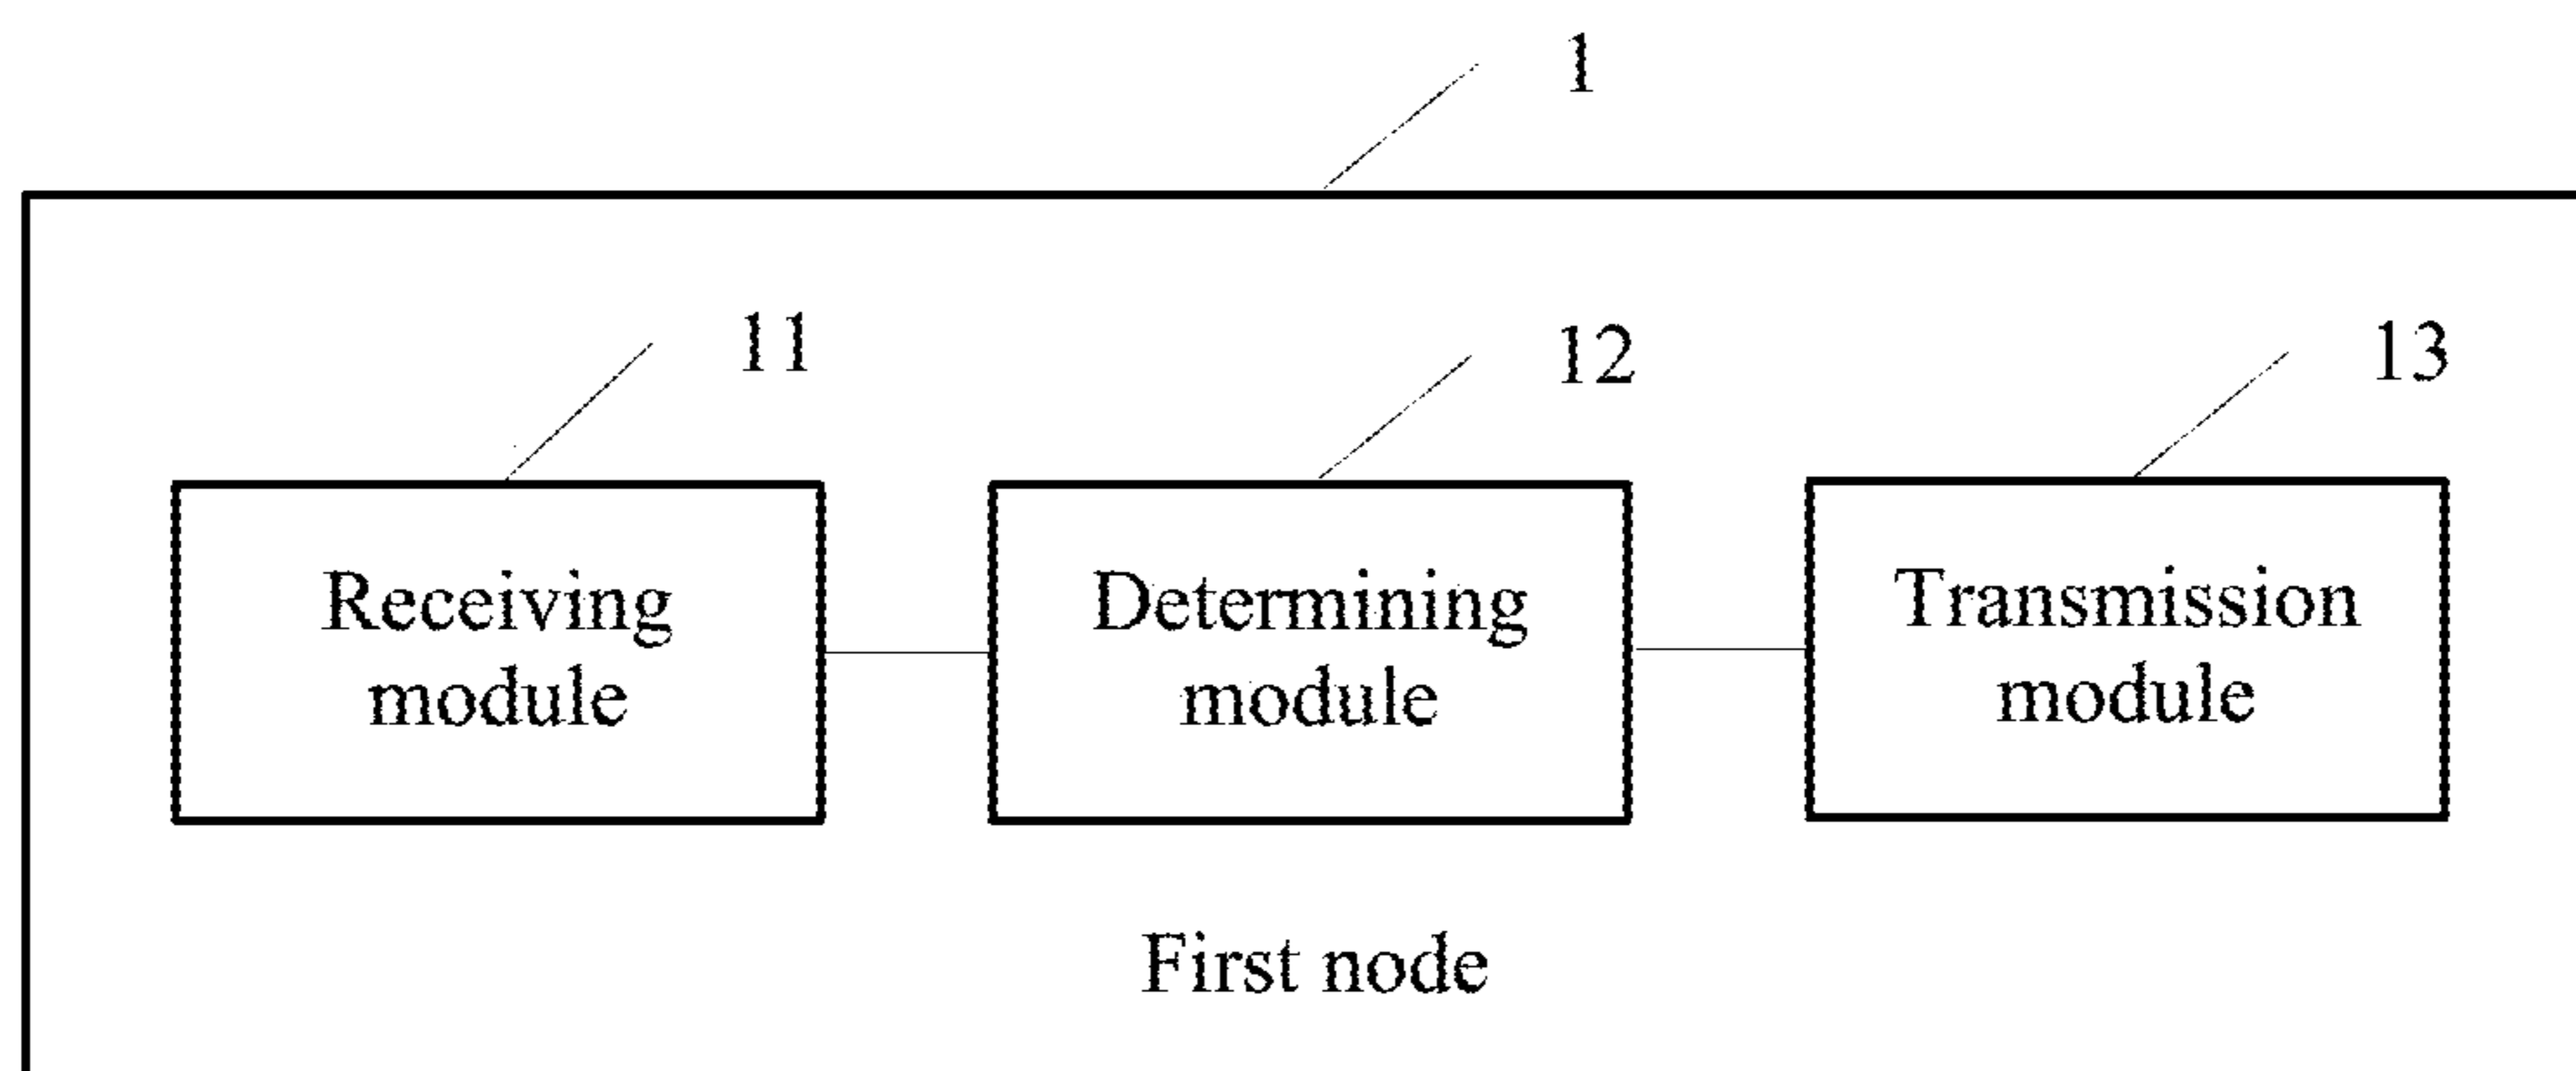 1
11
12
13
Receiving
module
Determining
module
Transmission
module
First node